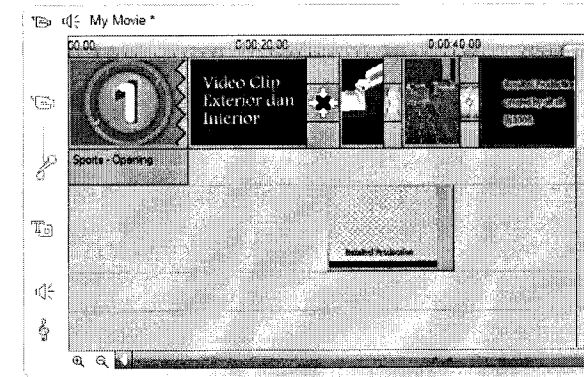 My Movie *
00.00
0:00:20.00
0:00:40.00
1
Video Clip
Exterior dan
Interior
Sports - Opening